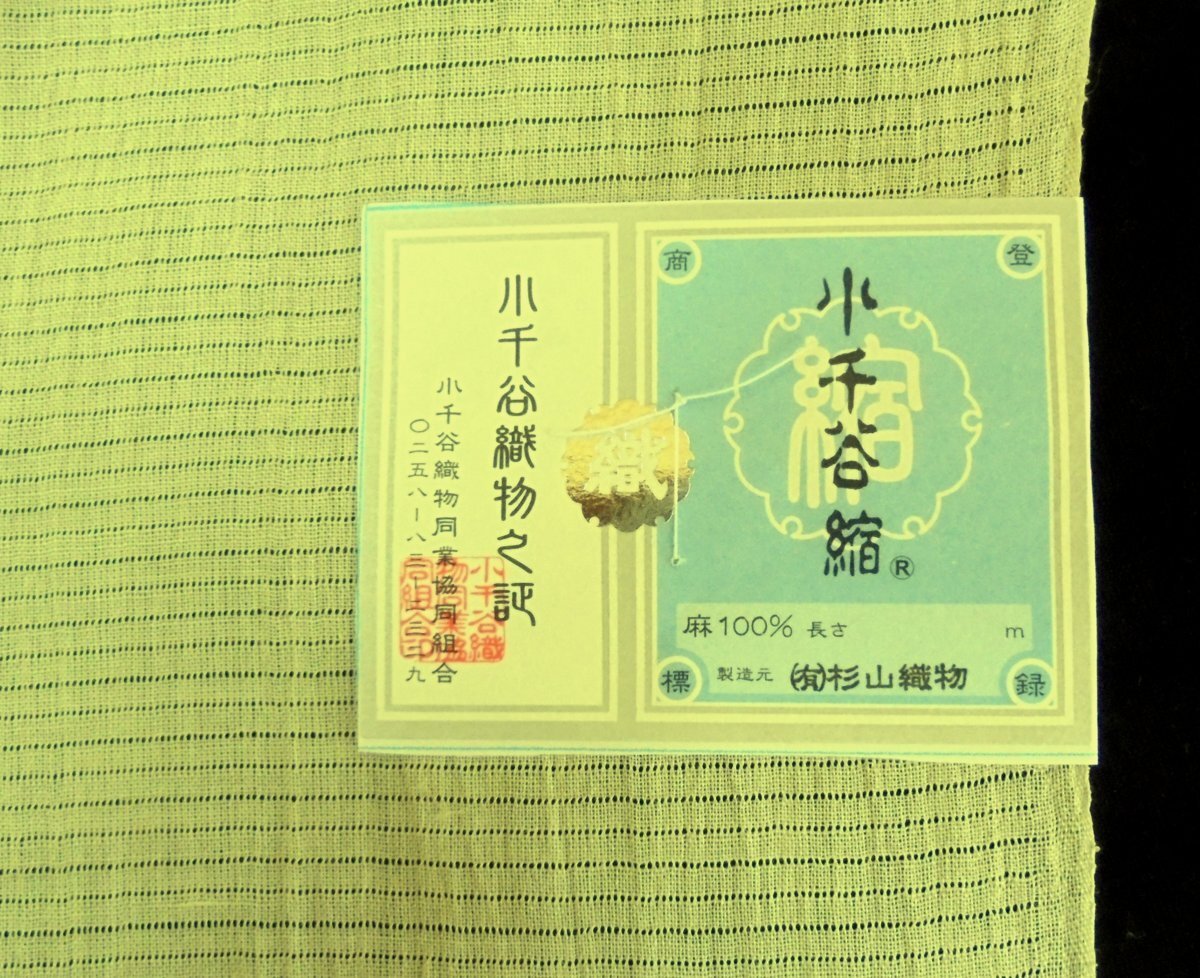 登録商標
小千谷縮®
縮
麻100% 長さ m
製造元 ㈲杉山織物
織
小千谷織物之証
小千谷織物同業協同組合
〇二五八-八三-二三二九